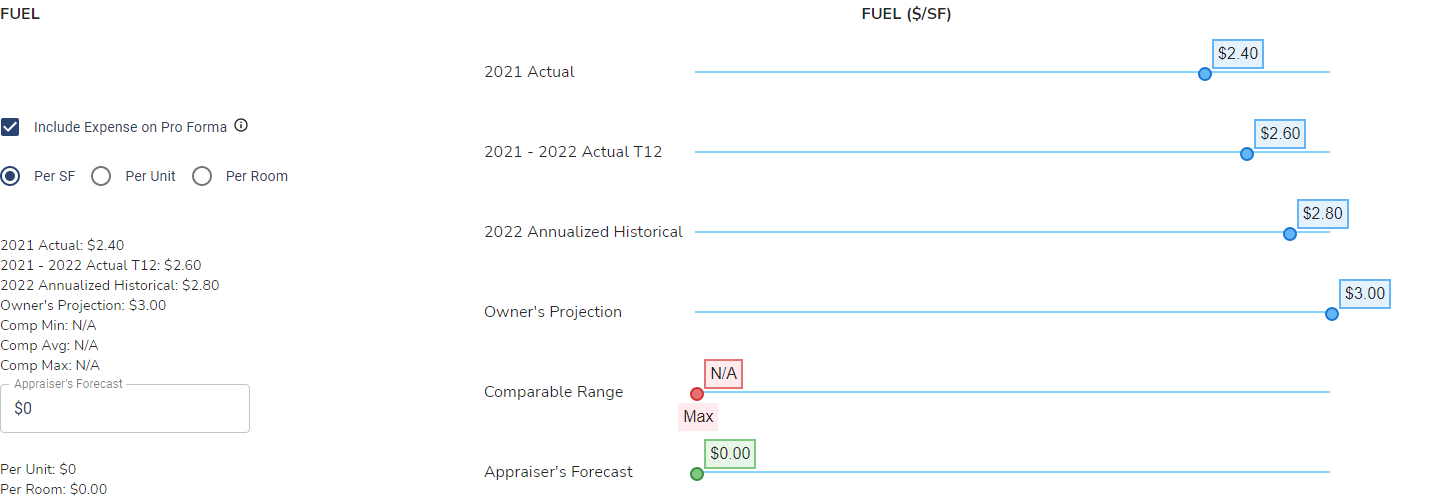 FUEL
Include Expense on Pro Forma
Per SF Per Unit Per Room
2021 Actual: $2.40
2021 - 2022 Actual T12: $2.60
2022 Annualized Historical: $2.80
Owner's Projection: $3.00
Comp Min: N/A
Comp Avg: N/A
Comp Max: N/A
Appraiser's Forecast
$0
Per Unit: $0
Per Room: $0.00
FUEL ($/SF)
2021 Actual $2.40
2021 - 2022 Actual T12 $2.60
2022 Annualized Historical $2.80
Owner's Projection $3.00
Comparable Range N/A
Max
Appraiser's Forecast $0.00